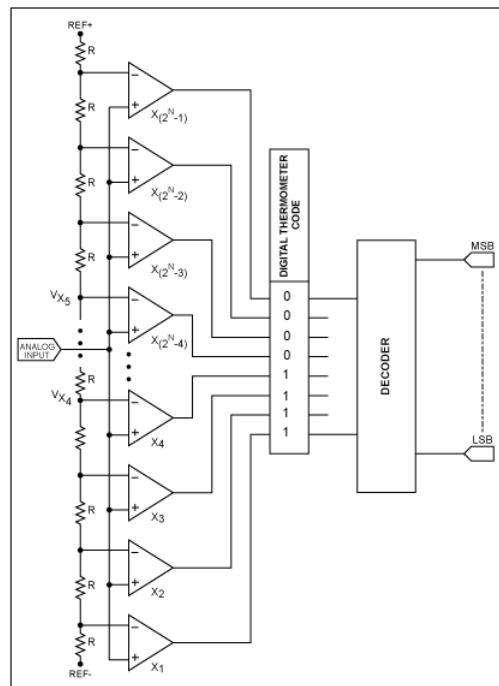 REF+
R
X(2^N-1)
R
X(2^N-2)
R
X(2^N-3)
R
VX5
X(2^N-4)
ANALOG
INPUT
R
VX4
X4
X3
R
X2
R
X1
R
REF-
DIGITAL THERMOMETER
CODE
0
0
0
0
1
1
1
1
DECODER
MSB
LSB
- + - + - + - + - + - + - + - +